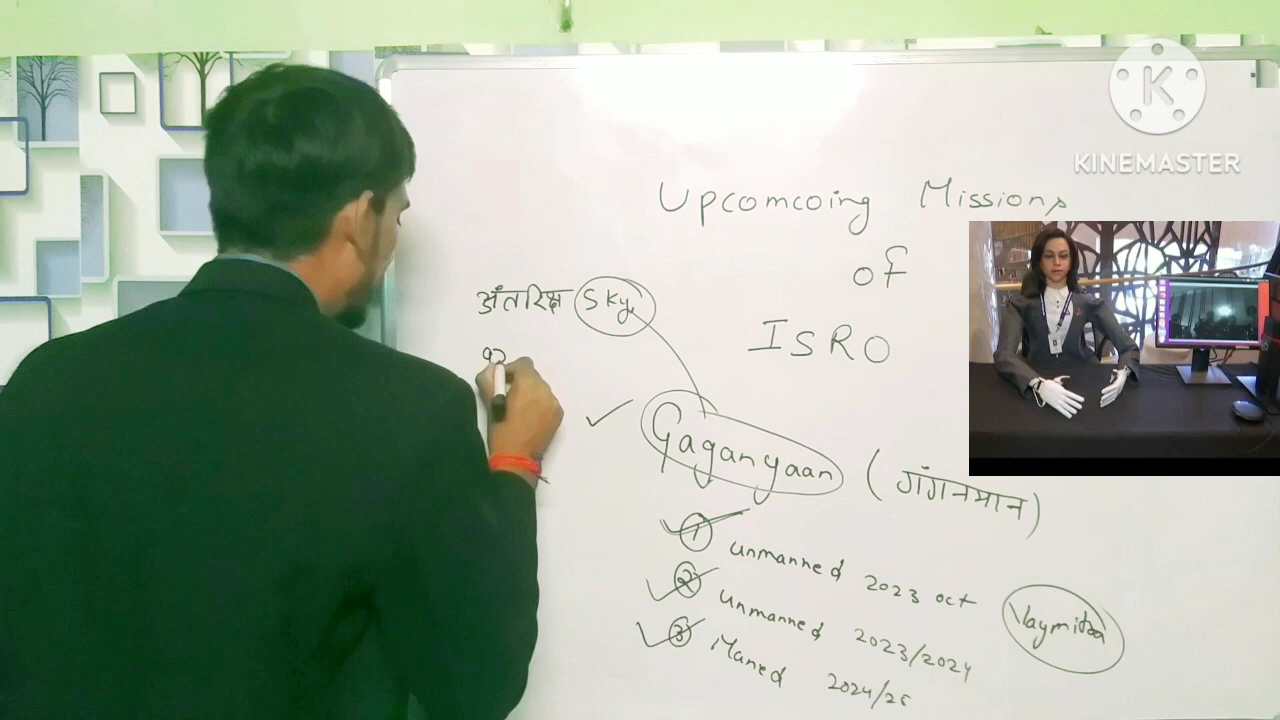 KINEMASTER
Upcomcoing Missions
of
ISRO
अंतरिक्ष Sky
✓ Gaganyaan (गंगनयान)
1 unmanned 2023 oct
2 unmanned 2023/2024 Vaymitra
3 Maned 2024/25